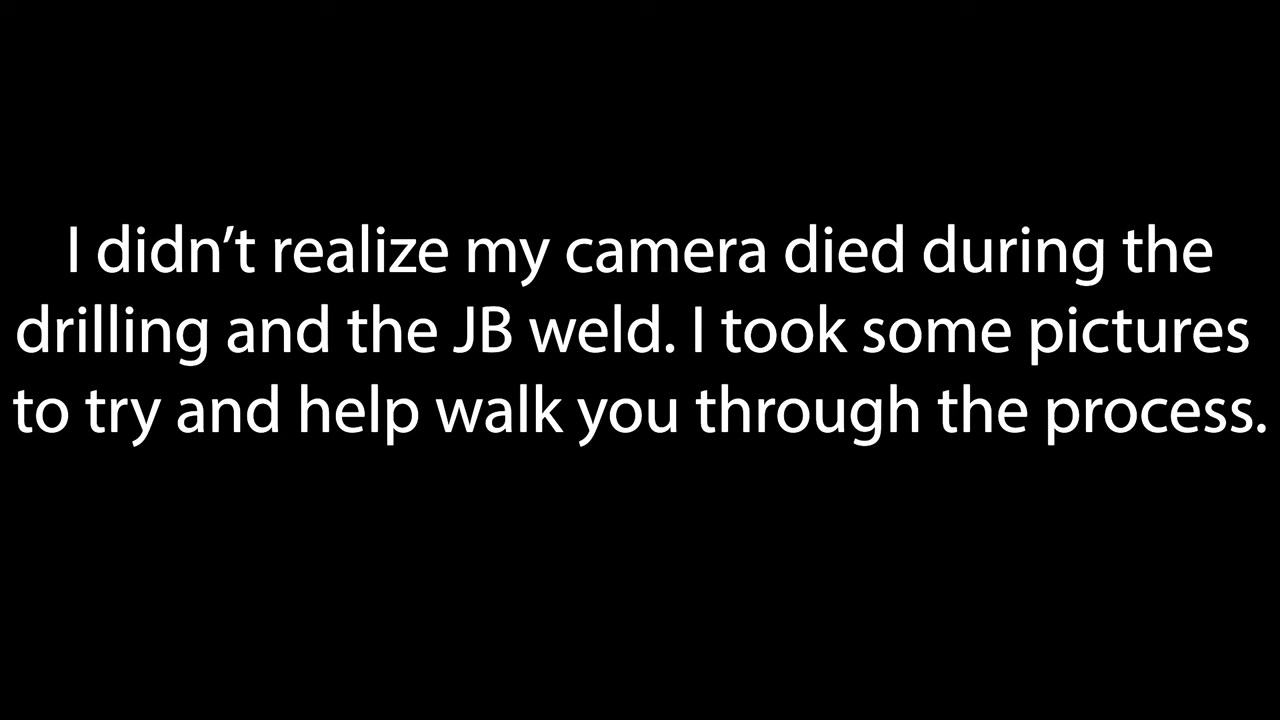 I didn’t realize my camera died during the
drilling and the JB weld. I took some pictures
to try and help walk you through the process.